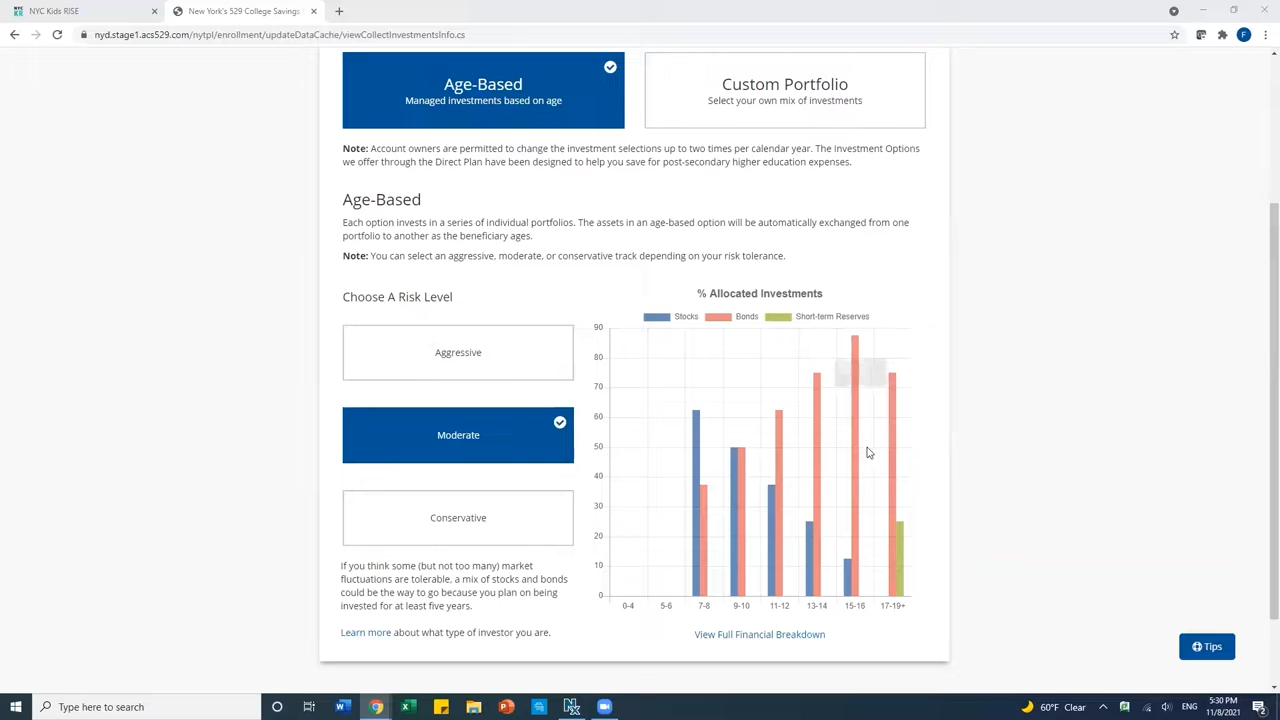 NYC Kids RISE
New York's 529 College Savings
nyd.stage1.acs529.com/nytpl/enrollment/updateDataCache/viewCollectInvestmentsInfo.cs
F
Age-Based
Managed investments based on age
Custom Portfolio
Select your own mix of investments
Note: Account owners are permitted to change the investment selections up to two times per calendar year. The Investment Options
we offer through the Direct Plan have been designed to help you save for post-secondary higher education expenses.
Age-Based
Each option invests in a series of individual portfolios. The assets in an age-based option will be automatically exchanged from one
portfolio to another as the beneficiary ages.
Note: You can select an aggressive, moderate, or conservative track depending on your risk tolerance.
Choose A Risk Level
Aggressive
Moderate
Conservative
If you think some (but not too many) market
fluctuations are tolerable, a mix of stocks and bonds
could be the way to go because you plan on being
invested for at least five years.
Learn more about what type of investor you are.
% Allocated Investments
Stocks Bonds Short-term Reserves
90
80
70
60
50
40
30
20
10
0
0-4 5-6 7-8 9-10 11-12 13-14 15-16 17-19+
View Full Financial Breakdown
Tips
Type here to search
60°F Clear
5:30 PM
11/8/2021